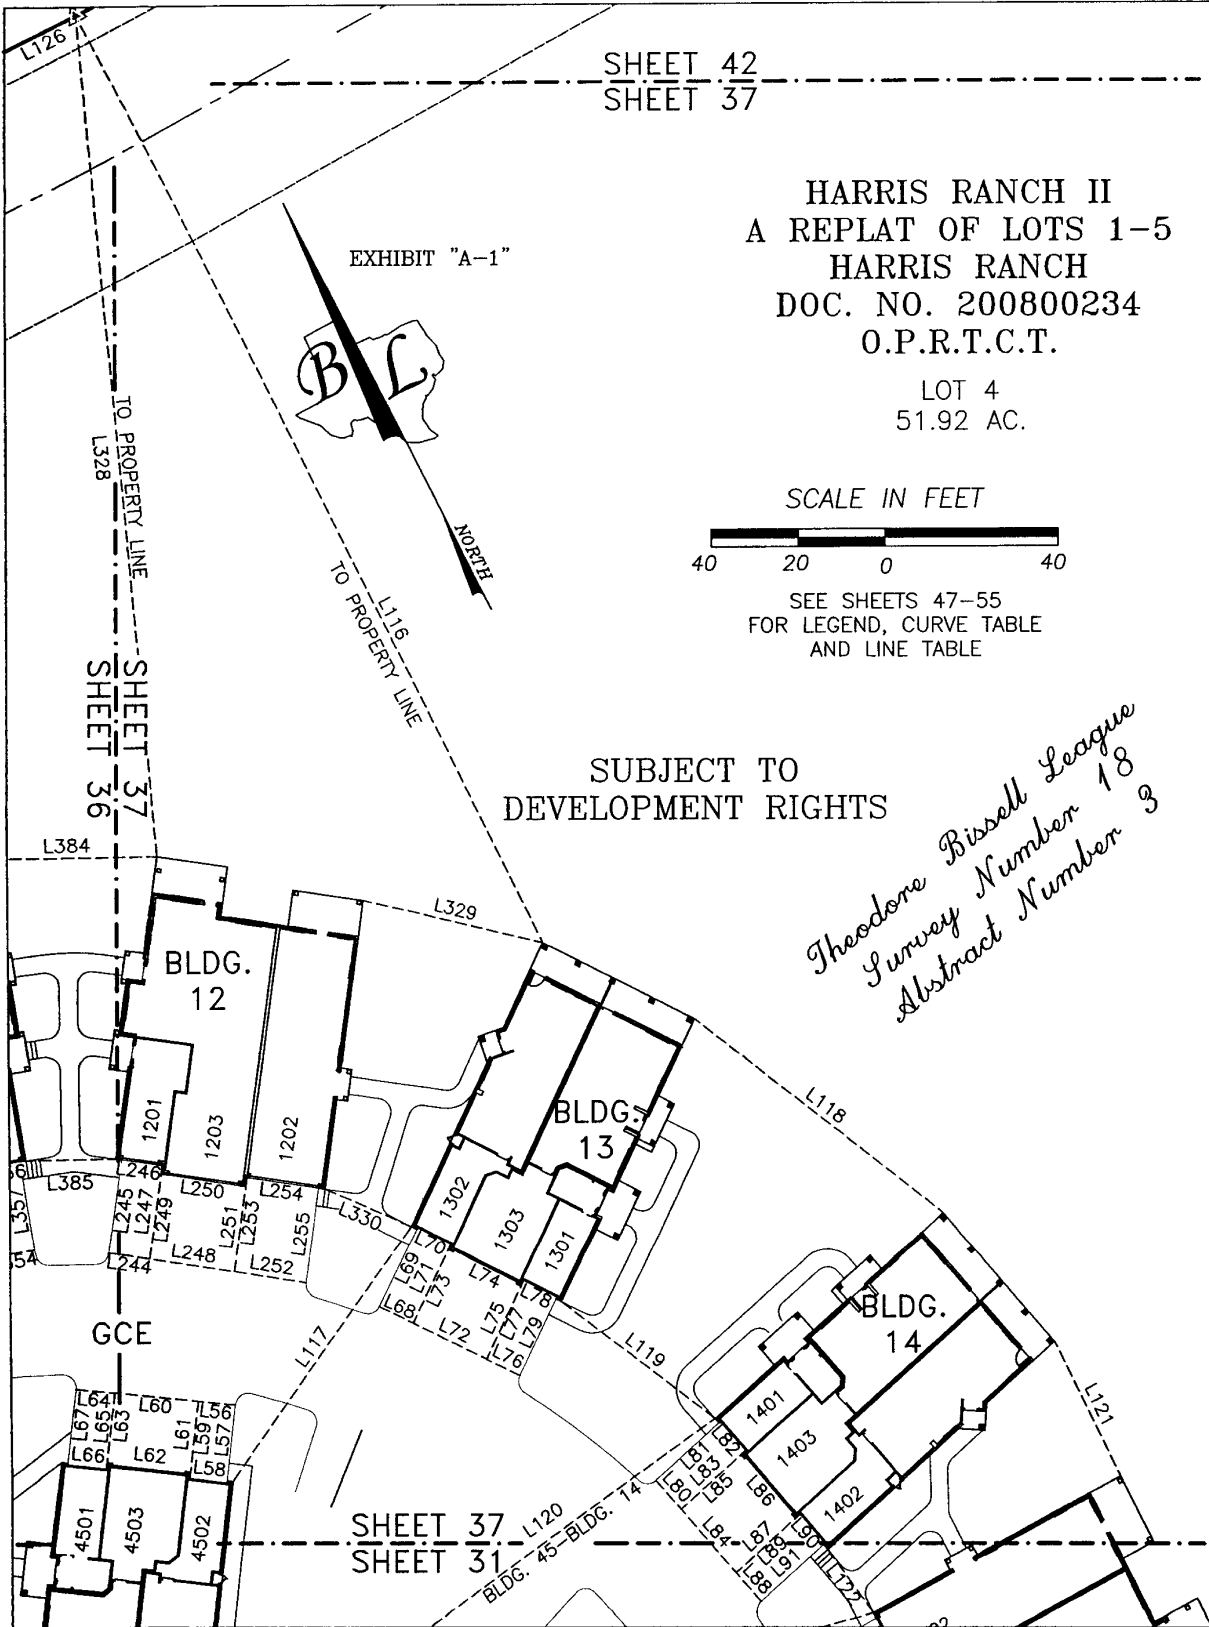 L126
SHEET 42
SHEET 37
HARRIS RANCH II
A REPLAT OF LOTS 1-5
HARRIS RANCH
DOC. NO. 200800234
O.P.R.T.C.T.
LOT 4
51.92 AC.
EXHIBIT "A-1"
B L
NORTH
SCALE IN FEET
40 20 0 40
SEE SHEETS 47-55
FOR LEGEND, CURVE TABLE
AND LINE TABLE
TO PROPERTY LINE
L328
L116
TO PROPERTY LINE
SHEET 37
SHEET 36
SUBJECT TO
DEVELOPMENT RIGHTS
Theodore Bissell League
Survey Number 18
Abstract Number 3
L384
L329
BLDG.
12
1201
1203
1202
L385
L246
L250
L254
L357
L245
L247
L249
L251
L253
L255
L244
L248
L252
L330
BLDG.
13
1302
1303
1301
L70
L74
L78
L69
L71
L73
L75
L77
L79
L68
L72
L76
L118
L117
L119
GCE
BLDG.
14
1401
1403
1402
L121
L82
L81
L83
L85
L80
L86
L84
L87
L89
L91
L88
L90
L122
L64
L60
L56
L67
L65
L63
L61
L59
L57
L66
L62
L58
4501
4503
4502
L120
BLDG. 45-BLDG. 14
SHEET 37
SHEET 31